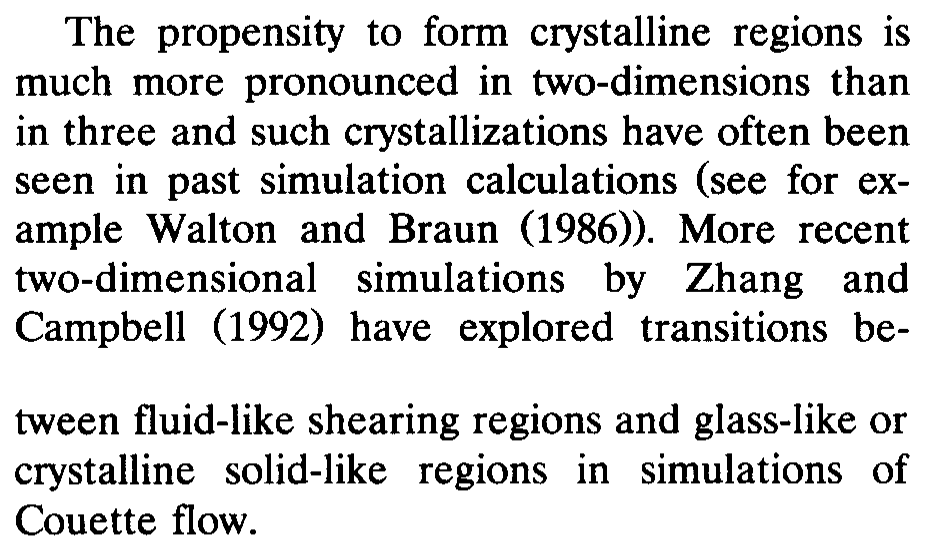 The propensity to form crystalline regions is
much more pronounced in two-dimensions than
in three and such crystallizations have often been
seen in past simulation calculations (see for ex-
ample Walton and Braun (1986)). More recent
two-dimensional simulations by Zhang and
Campbell (1992) have explored transitions be-
tween fluid-like shearing regions and glass-like or
crystalline solid-like regions in simulations of
Couette flow.